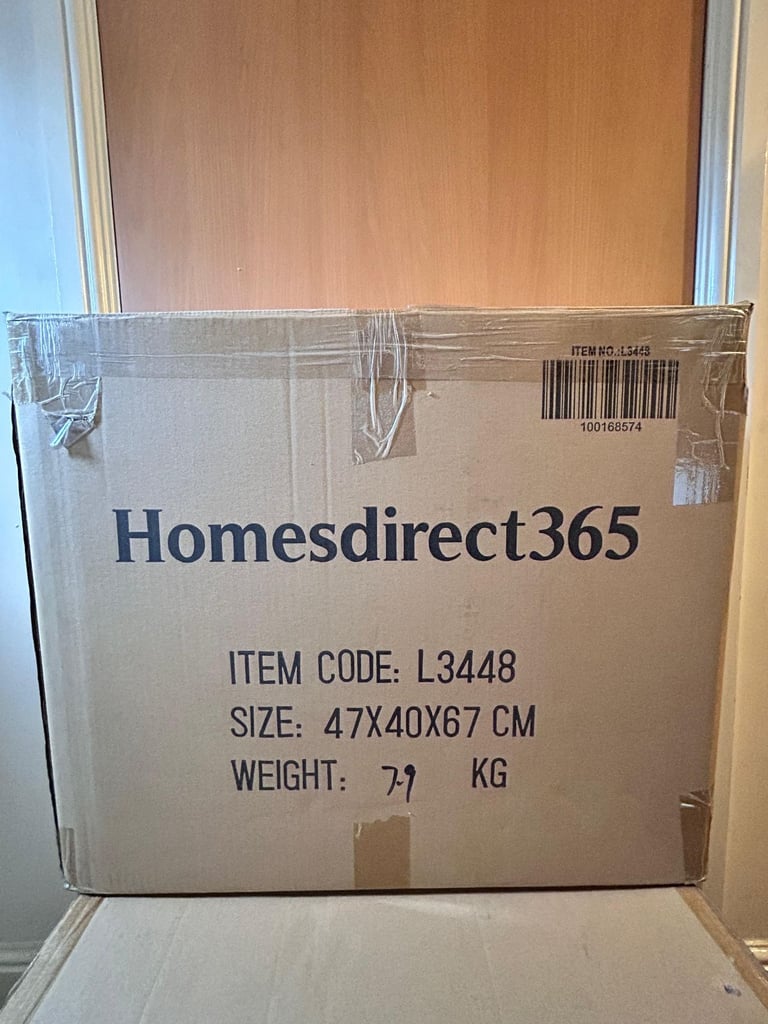 ITEM NO.:L3448
100168574
Homesdirect365
ITEM CODE: L3448
SIZE: 47X40X67 CM
WEIGHT: 7.9 KG